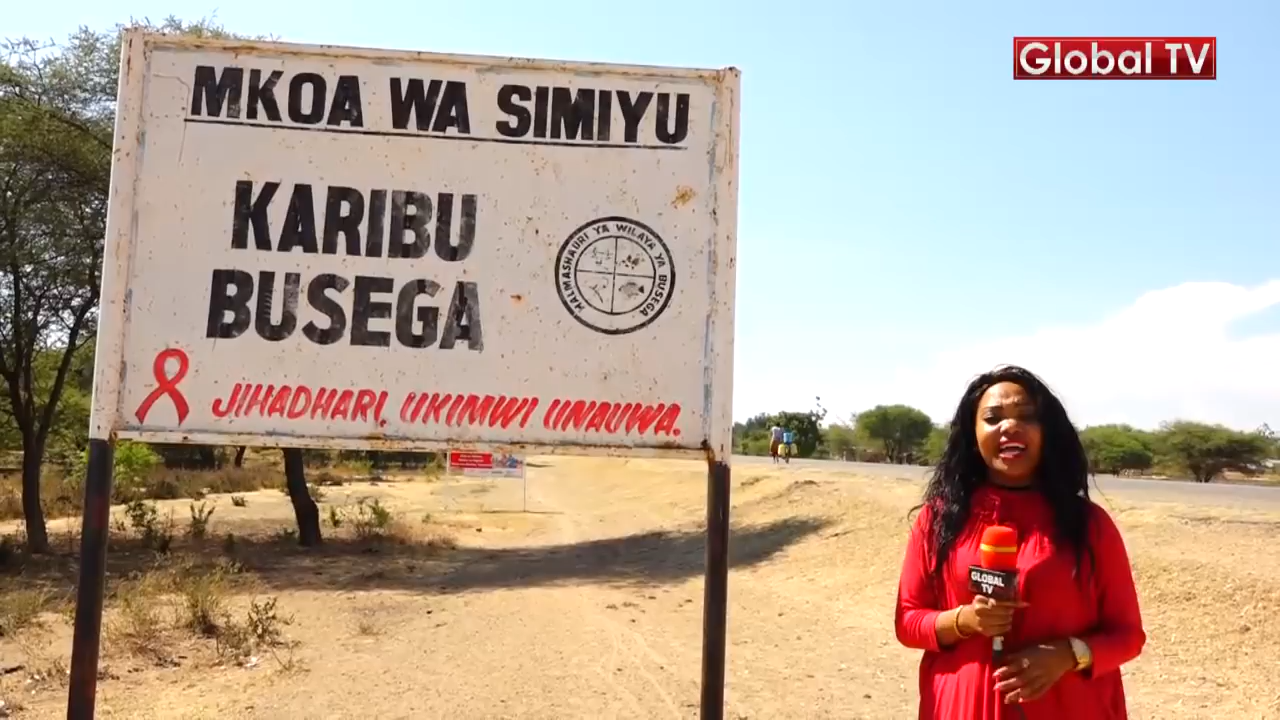 Global TV
MKOA WA SIMIYU
KARIBU
BUSEGA
HALMASHAURI YA WILAYA YA BUSEGA
JIHADHARI, UKIMWI UNAUWA.
GLOBAL
TV